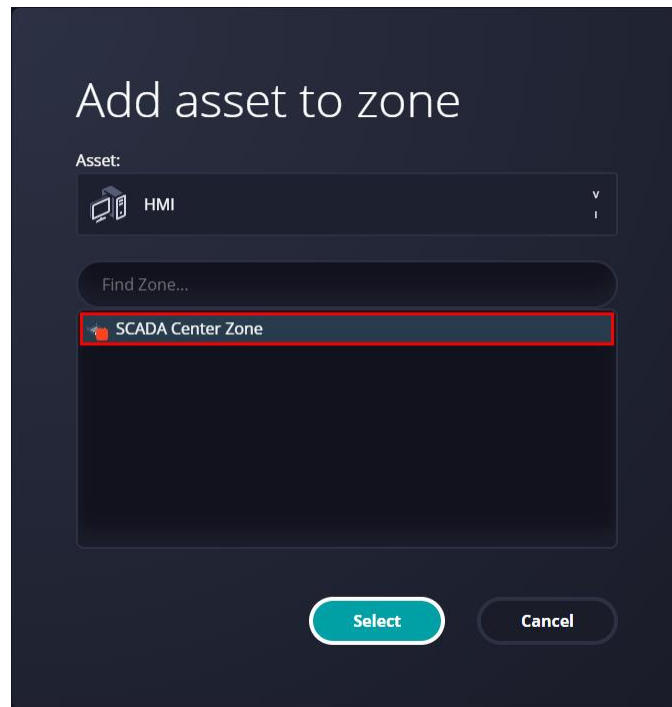 Add asset to zone
Asset:
HMI
Find Zone...
SCADA Center Zone
Select
Cancel